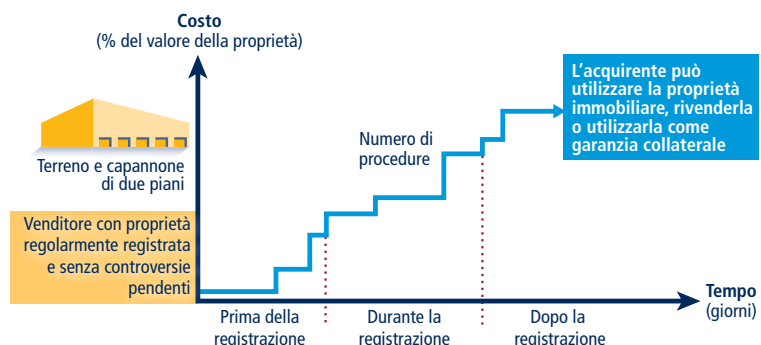 Costo
(% del valore della proprietà)
L'acquirente può
utilizzare la proprietà
immobiliare, rivenderla
o utilizzarla come
garanzia collaterale
Numero di
procedure
Terreno e capannone
di due piani
Venditore con proprietà
regolarmente registrata
e senza controversie
pendenti
Tempo
(giorni)
Prima della
registrazione
Durante la
registrazione
Dopo la
registrazione